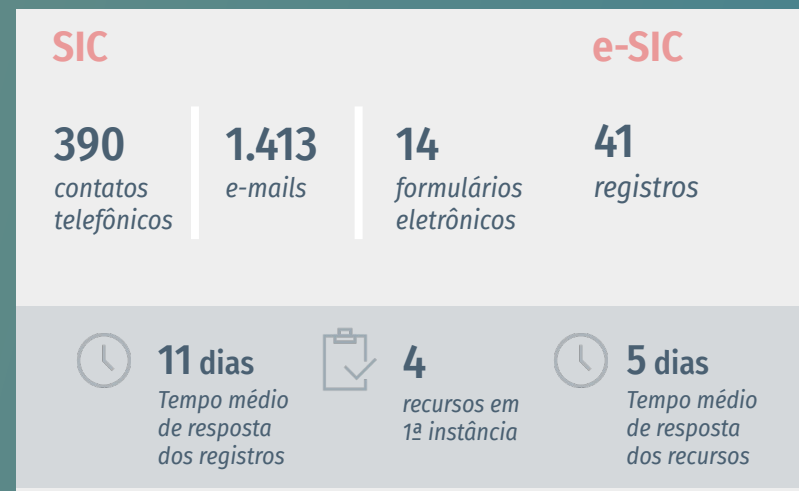 SIC
390
contatos
telefônicos
1.413
e-mails
14
formulários
eletrônicos
e-SIC
41
registros
11 dias
Tempo médio
de resposta
dos registros
4
recursos em
1ª instância
5 dias
Tempo médio
de resposta
dos recursos